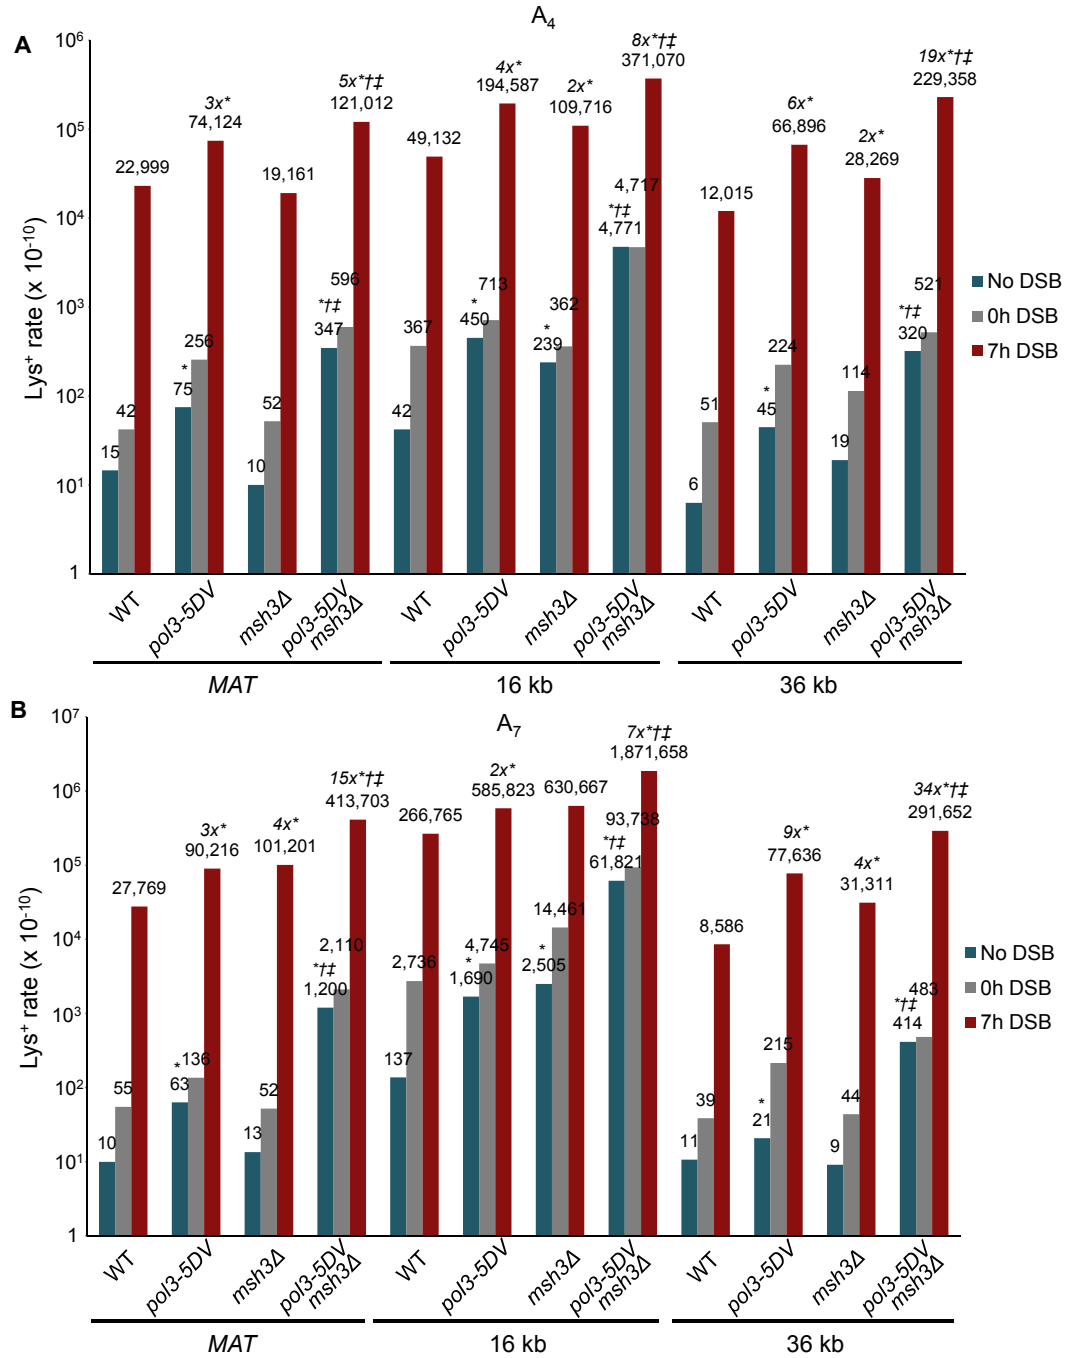 A
A4
Lys+ rate (x 10-10)
10^6
10^5
10^4
10^3
10^2
10^1
1
22,999
3x*
74,124
19,161
5x*†‡
121,012
49,132
4x*
194,587
2x*
109,716
8x*†‡
371,070
12,015
6x*
66,896
2x*
28,269
19x*†‡
229,358
15
42
*
75
256
10
52
*†‡
347
596
42
367
*
450
713
*
239
362
*†‡
4,771
4,717
6
51
*
45
224
19
114
*†‡
320
521
No DSB
0h DSB
7h DSB
WT
pol3-5DV
msh3Δ
pol3-5DV
msh3Δ
WT
pol3-5DV
msh3Δ
pol3-5DV
msh3Δ
WT
pol3-5DV
msh3Δ
pol3-5DV
msh3Δ
MAT
16 kb
36 kb
B
A7
Lys+ rate (x 10-10)
10^7
10^6
10^5
10^4
10^3
10^2
10^1
1
27,769
3x*
90,216
4x*
101,201
15x*†‡
413,703
266,765
2x*
585,823
630,667
7x*†‡
1,871,658
8,586
9x*
77,636
4x*
31,311
34x*†‡
291,652
10
55
*
63
136
13
52
*†‡
1,200
2,110
137
2,736
*
1,690
4,745
*
2,505
14,461
*†‡
61,821
93,738
11
39
*
21
215
9
44
*†‡
414
483
No DSB
0h DSB
7h DSB
WT
pol3-5DV
msh3Δ
pol3-5DV
msh3Δ
WT
pol3-5DV
msh3Δ
pol3-5DV
msh3Δ
WT
pol3-5DV
msh3Δ
pol3-5DV
msh3Δ
MAT
16 kb
36 kb